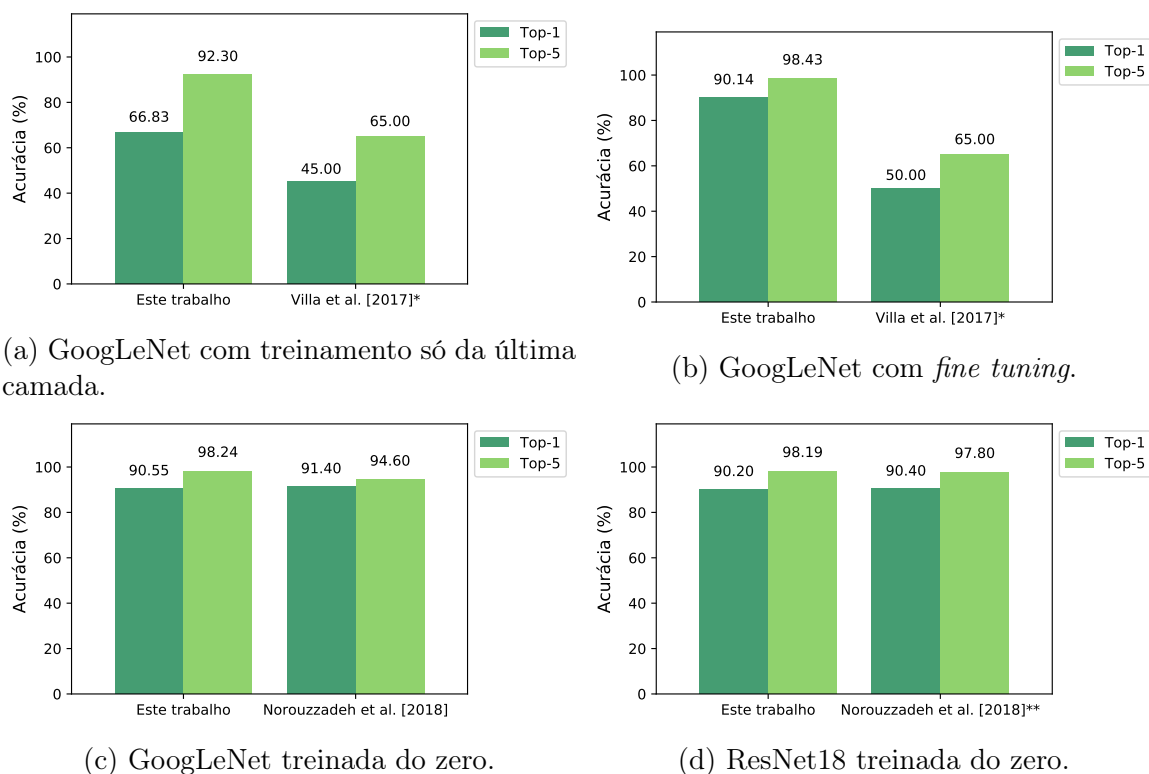 Top-1
Top-5
100
80
60
40
20
0
Acurácia (%)
66.83
92.30
45.00
65.00
Este trabalho
Villa et al. [2017]*
(a) GoogLeNet com treinamento só da última
camada.
Top-1
Top-5
100
80
60
40
20
0
Acurácia (%)
90.14
98.43
50.00
65.00
Este trabalho
Villa et al. [2017]*
(b) GoogLeNet com fine tuning.
Top-1
Top-5
100
80
60
40
20
0
Acurácia (%)
90.55
98.24
91.40
94.60
Este trabalho
Norouzzadeh et al. [2018]
(c) GoogLeNet treinada do zero.
Top-1
Top-5
100
80
60
40
20
0
Acurácia (%)
90.20
98.19
90.40
97.80
Este trabalho
Norouzzadeh et al. [2018]**
(d) ResNet18 treinada do zero.